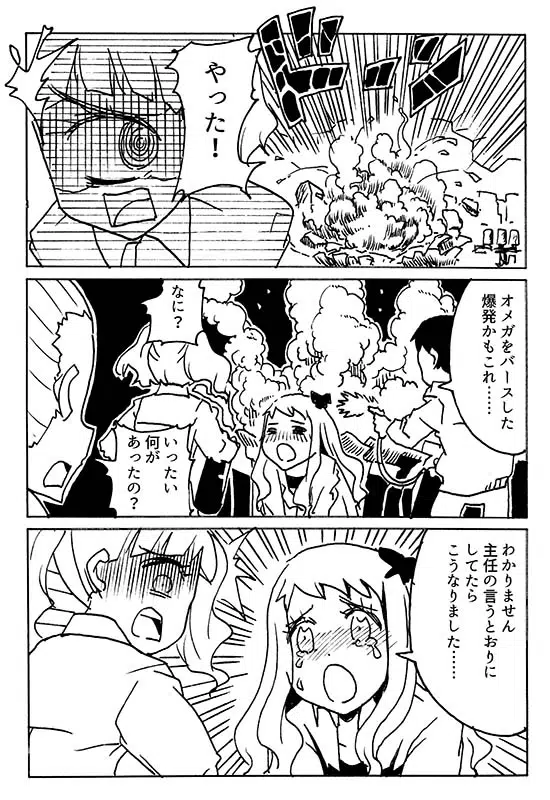 ドーン
やった！
オメガをバースした
爆発かもこれ……
なに？
いったい
何が
あったの？
わかりません
主任の言うとおりに
してたら
こうなりました……